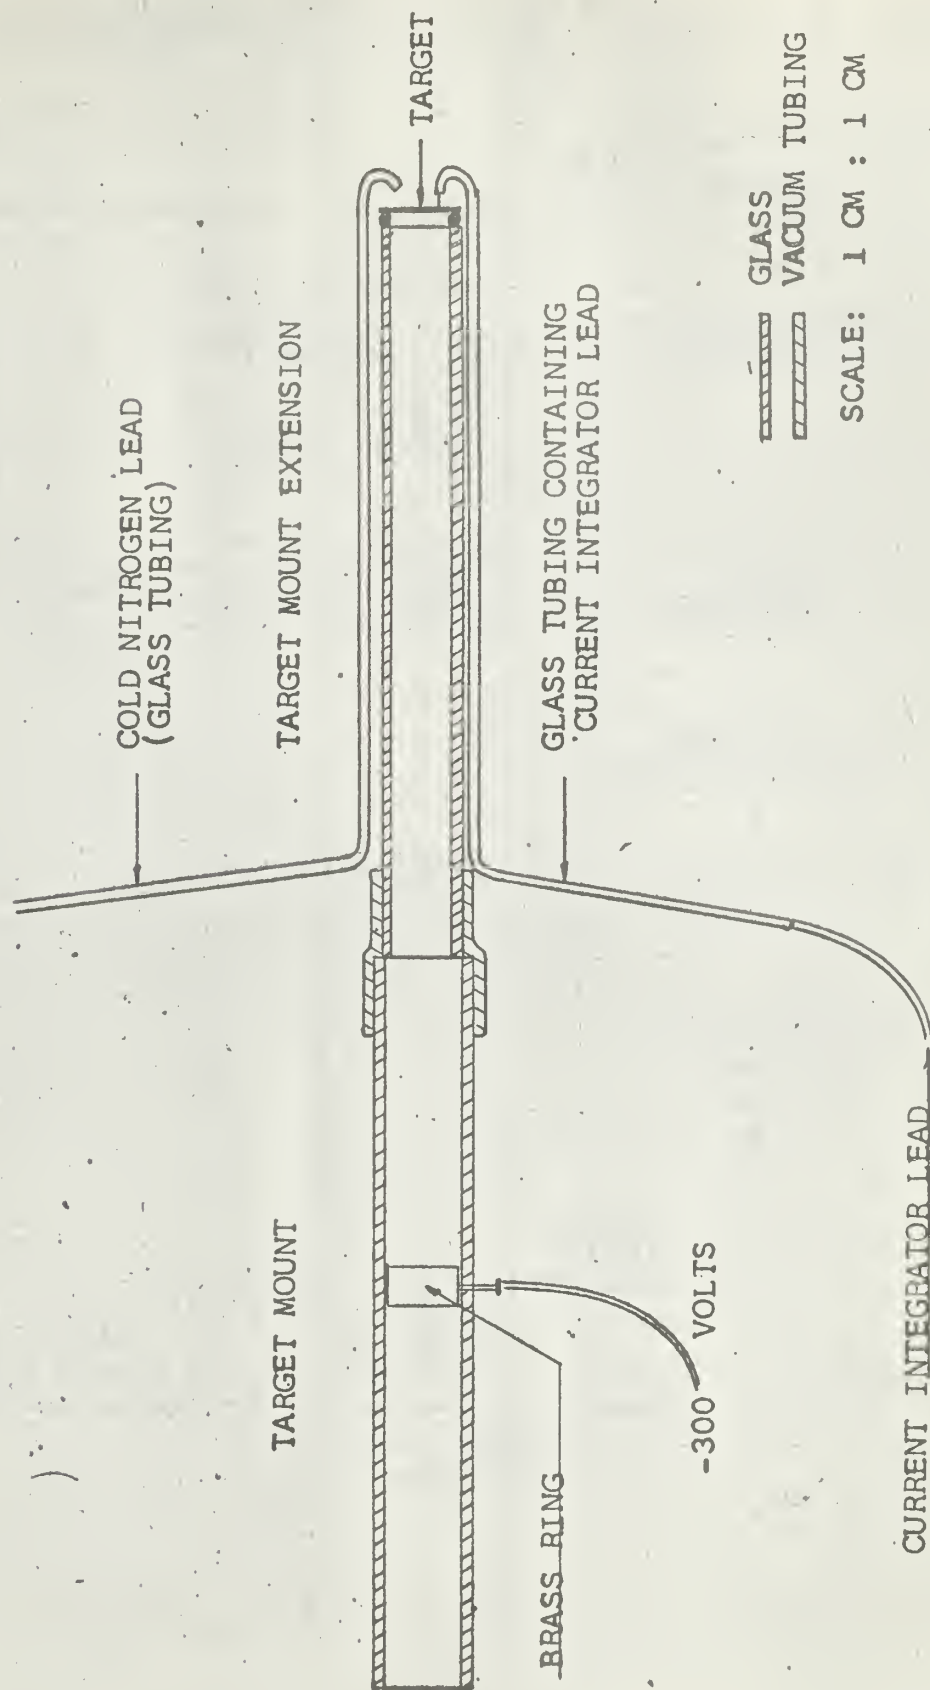 COLD NITROGEN LEAD
(GLASS TUBING)
TARGET MOUNT
TARGET MOUNT EXTENSION
TARGET
BRASS RING
GLASS TUBING CONTAINING
CURRENT INTEGRATOR LEAD
-300 VOLTS
GLASS
VACUUM TUBING
SCALE: 1 CM : 1 CM
CURRENT INTEGRATOR LEAD